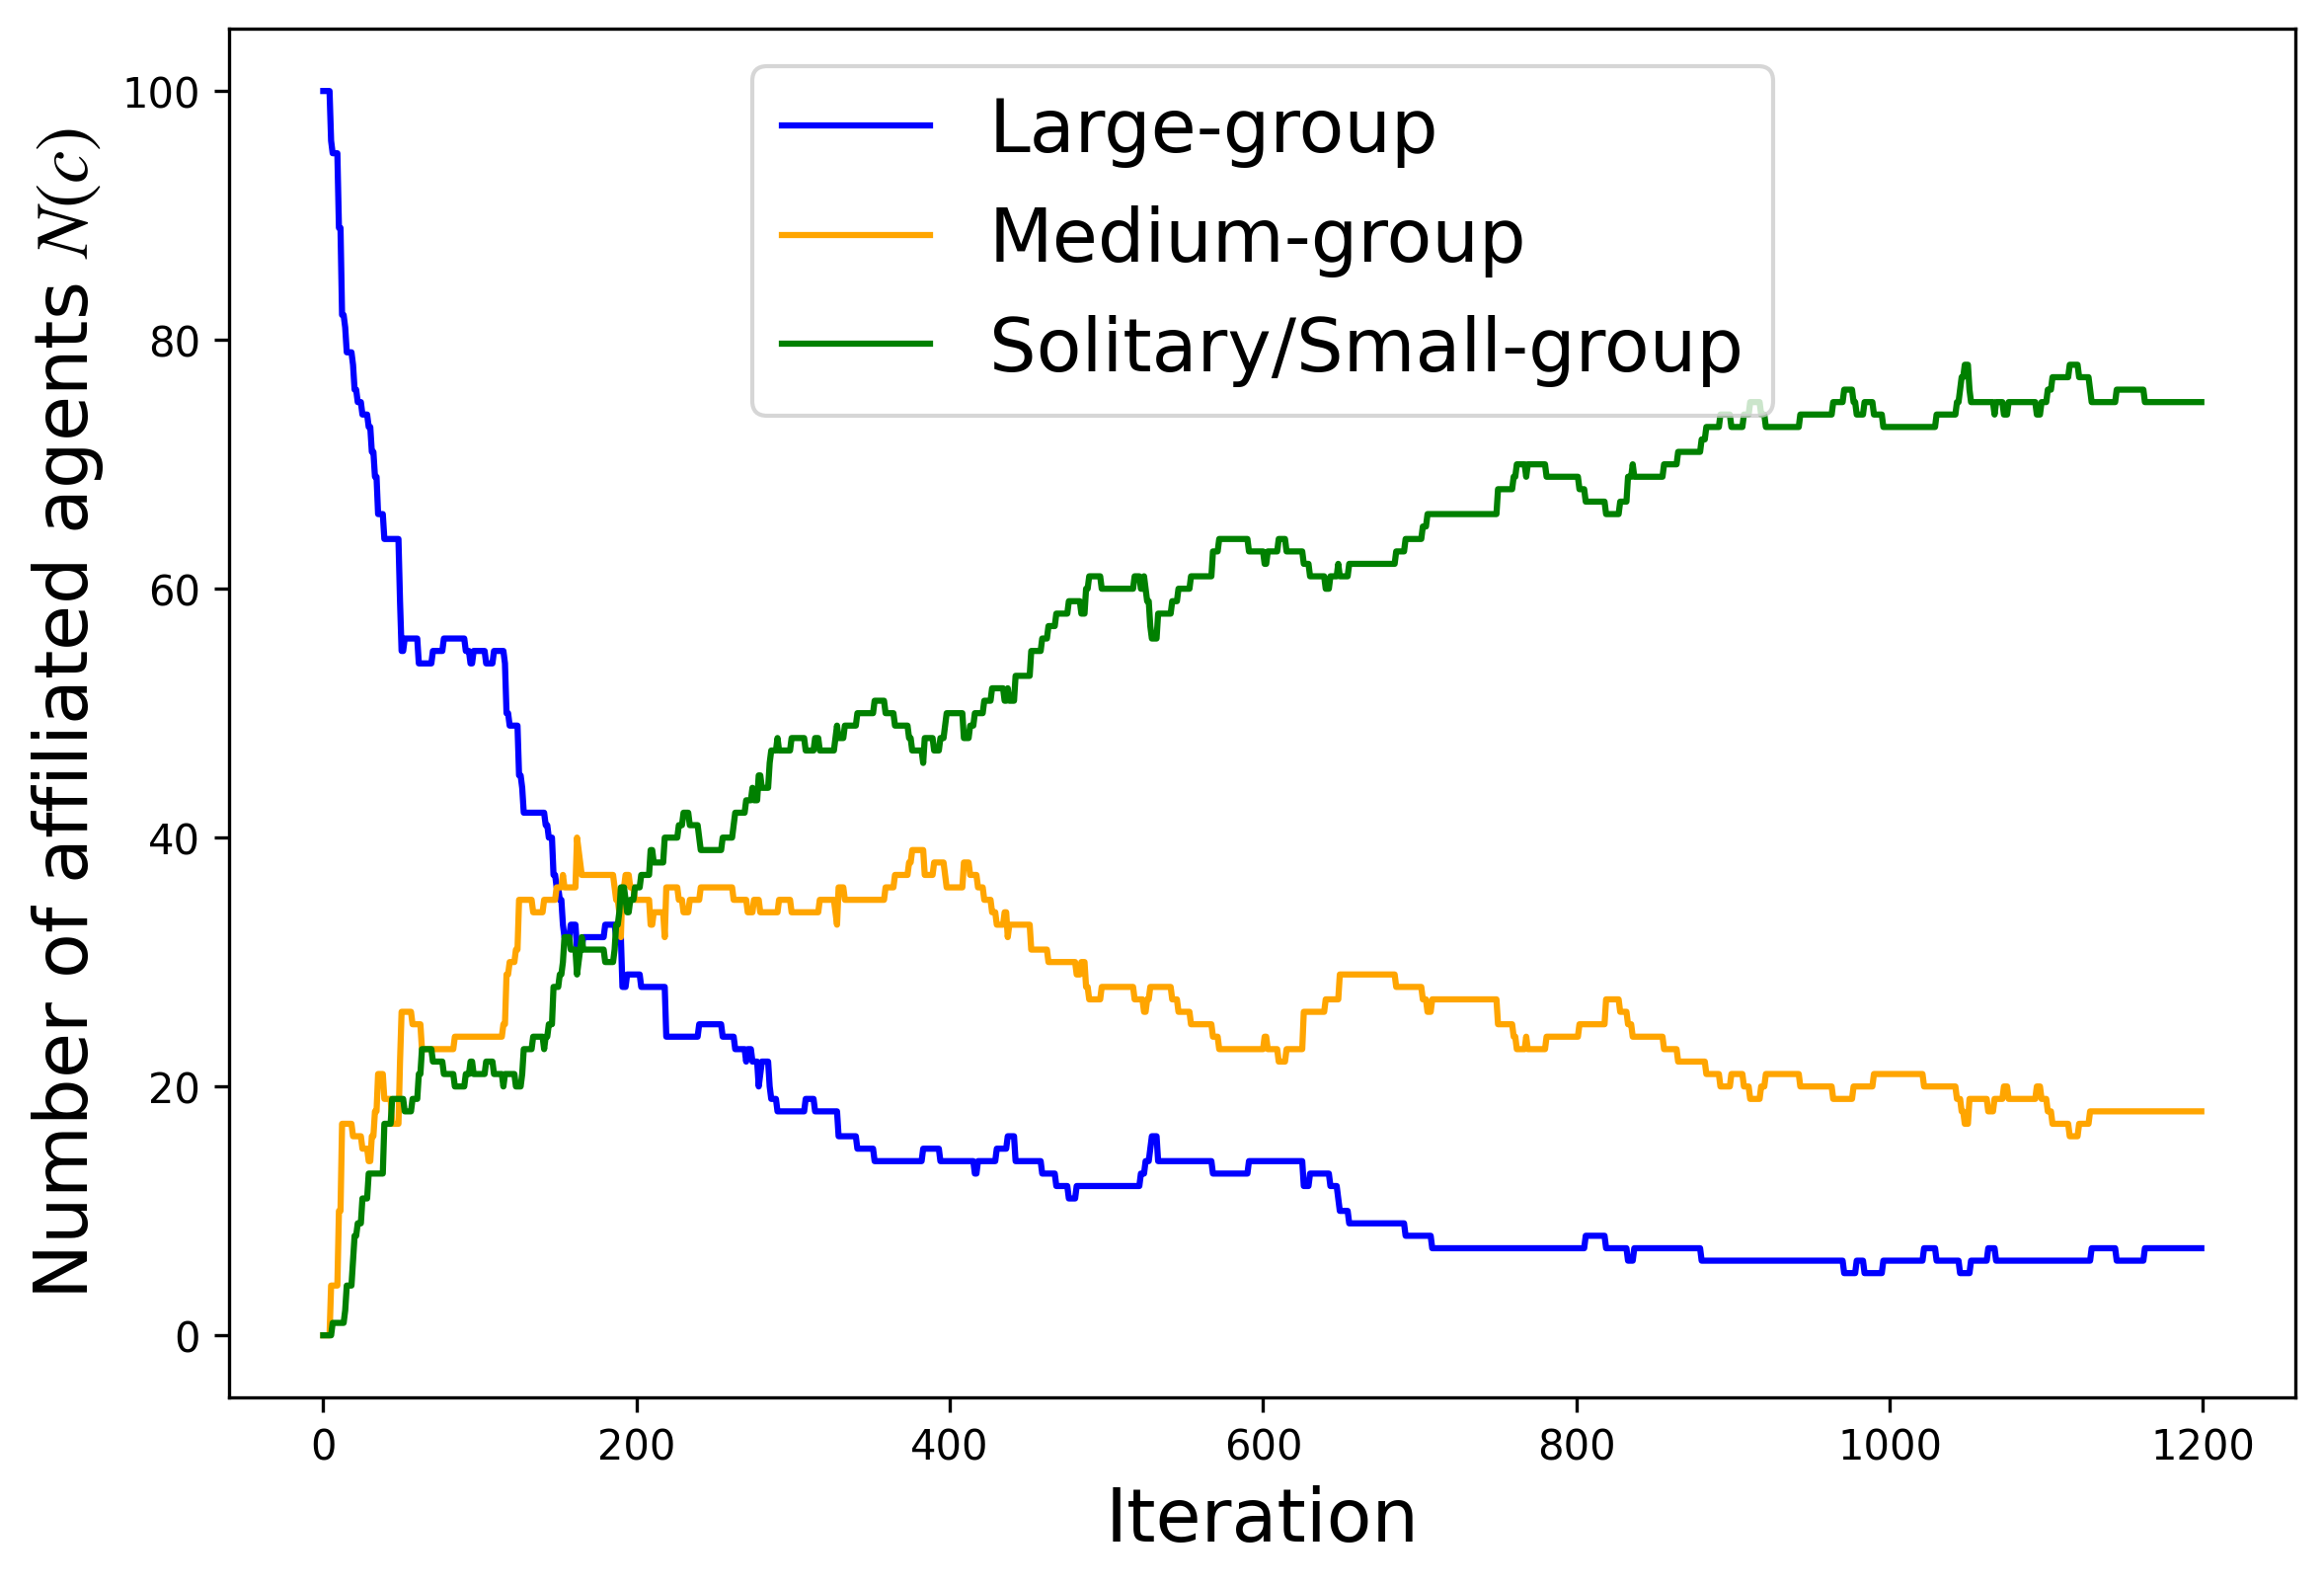 Number of affiliated agents N(c)
100
80
60
40
20
0
Large-group
Medium-group
Solitary/Small-group
0 200 400 600 800 1000 1200
Iteration